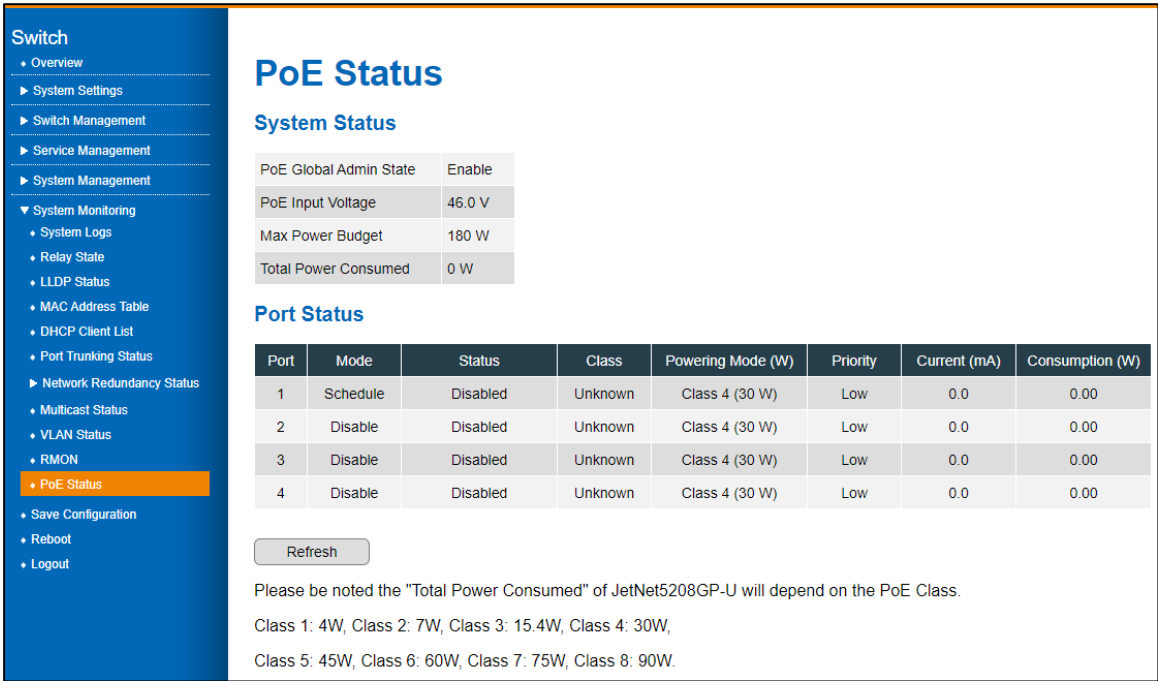 Switch
Overview
System Settings
Switch Management
Service Management
System Management
System Monitoring
System Logs
Relay State
LLDP Status
MAC Address Table
DHCP Client List
Port Trunking Status
Network Redundancy Status
Multicast Status
VLAN Status
RMON
PoE Status
Save Configuration
Reboot
Logout
PoE Status
System Status
PoE Global Admin State Enable
PoE Input Voltage 46.0 V
Max Power Budget 180 W
Total Power Consumed 0 W
Port Status
Port Mode Status Class Powering Mode (W) Priority Current (mA) Consumption (W)
1 Schedule Disabled Unknown Class 4 (30 W) Low 0.0 0.00
2 Disable Disabled Unknown Class 4 (30 W) Low 0.0 0.00
3 Disable Disabled Unknown Class 4 (30 W) Low 0.0 0.00
4 Disable Disabled Unknown Class 4 (30 W) Low 0.0 0.00
Refresh
Please be noted the "Total Power Consumed" of JetNet5208GP-U will depend on the PoE Class.
Class 1: 4W, Class 2: 7W, Class 3: 15.4W, Class 4: 30W,
Class 5: 45W, Class 6: 60W, Class 7: 75W, Class 8: 90W.